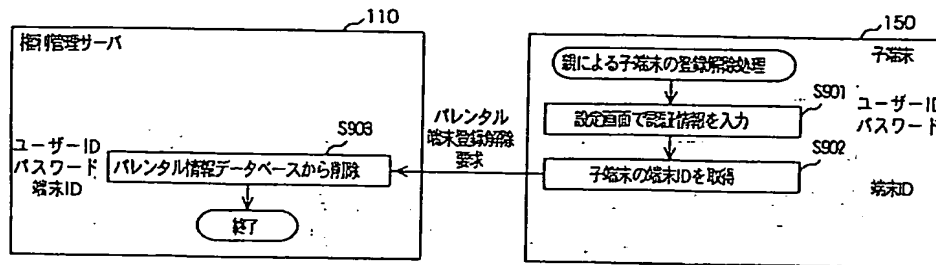 110
権利管理サーバ
S903
ユーザーID
パスワード
端末ID
パレンタル情報データベースから削除
終了
パレンタル
端末登録解除
要求
150
子端末
親による子端末の登録解除処理
S901
ユーザーID
パスワード
設定画面で認証情報を入力
S902
子端末の端末IDを取得
端末ID